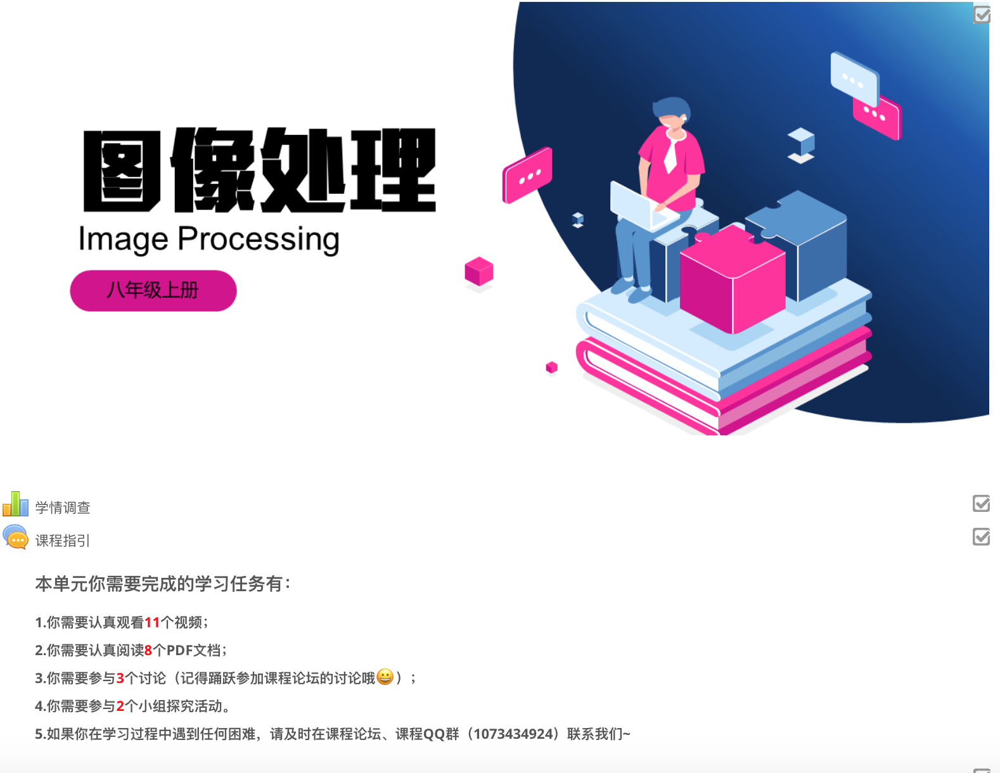 图像处理
Image Processing
八年级上册
学情调查
课程指引
本单元你需要完成的学习任务有：
1.你需要认真观看11个视频；
2.你需要认真阅读8个PDF文档；
3.你需要参与3个讨论（记得踊跃参加课程论坛的讨论哦😀）；
4.你需要参与2个小组探究活动。
5.如果你在学习过程中遇到任何困难，请及时在课程论坛、课程QQ群（1073434924）联系我们~